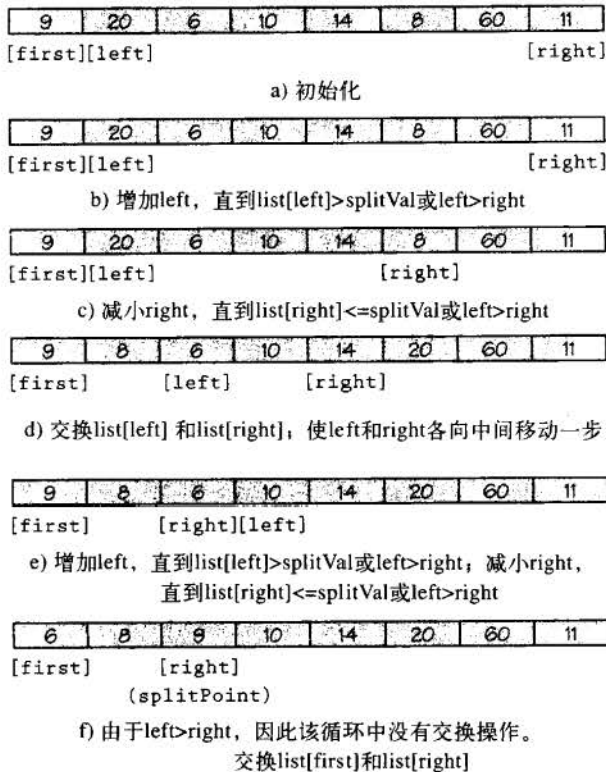 9 20 6 10 14 8 60 11
[first][left] [right]
a) 初始化
9 20 6 10 14 8 60 11
[first][left] [right]
b) 增加left，直到list[left]>splitVal或left>right
9 20 6 10 14 8 60 11
[first][left] [right]
c) 减小right，直到list[right]<=splitVal或left>right
9 8 6 10 14 20 60 11
[first] [left] [right]
d) 交换list[left] 和list[right]；使left和right各向中间移动一步
9 8 6 10 14 20 60 11
[first] [right][left]
e) 增加left，直到list[left]>splitVal或left>right；减小right，
直到list[right]<=splitVal或left>right
6 8 9 10 14 20 60 11
[first] [right]
(splitPoint)
f) 由于left>right，因此该循环中没有交换操作。
交换list[first]和list[right]